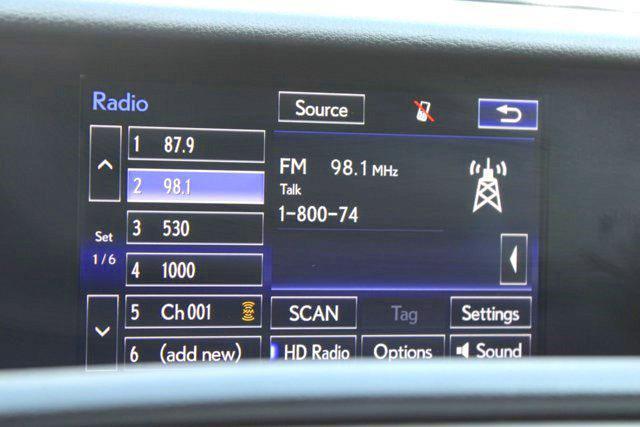 Radio
Source
1 87.9
2 98.1
3 530
4 1000
5 Ch 001
6 (add new)
Set
1/6
FM 98.1 MHz
Talk
1-800-74
SCAN
Tag
Settings
HD Radio
Options
Sound